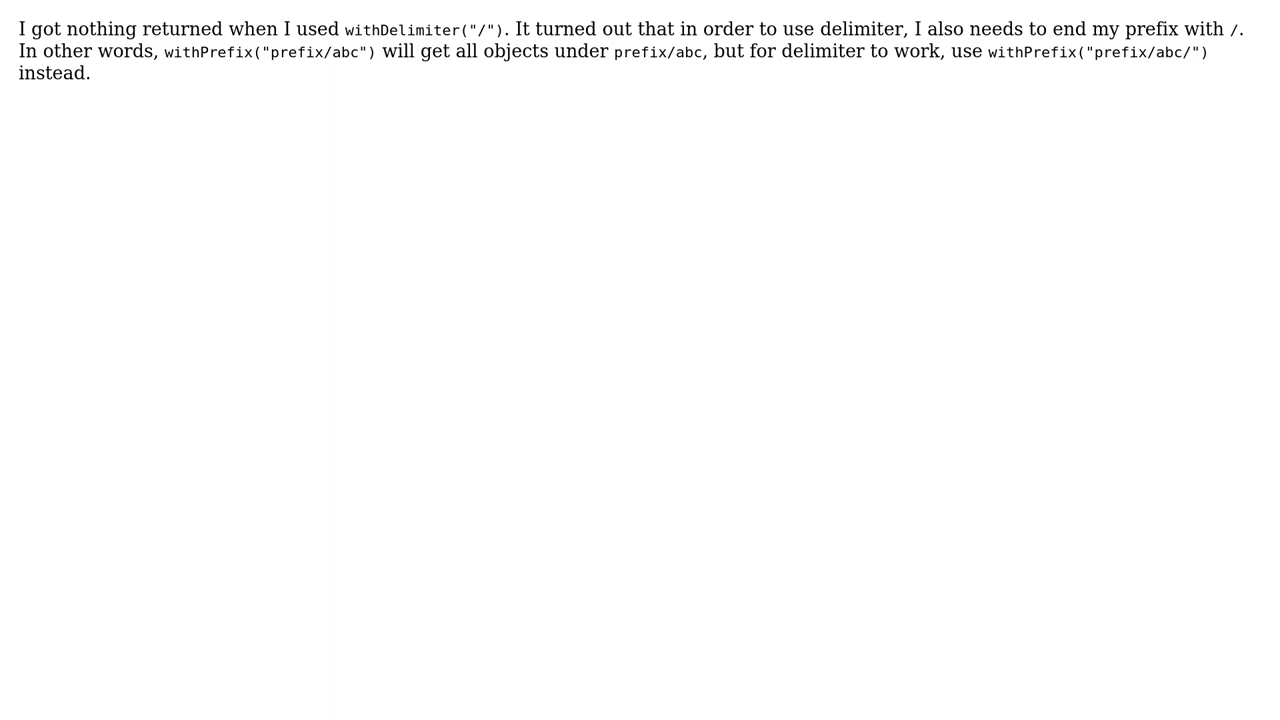 I got nothing returned when I used withDelimiter("/"). It turned out that in order to use delimiter, I also needs to end my prefix with /.
In other words, withPrefix("prefix/abc") will get all objects under prefix/abc, but for delimiter to work, use withPrefix("prefix/abc/")
instead.